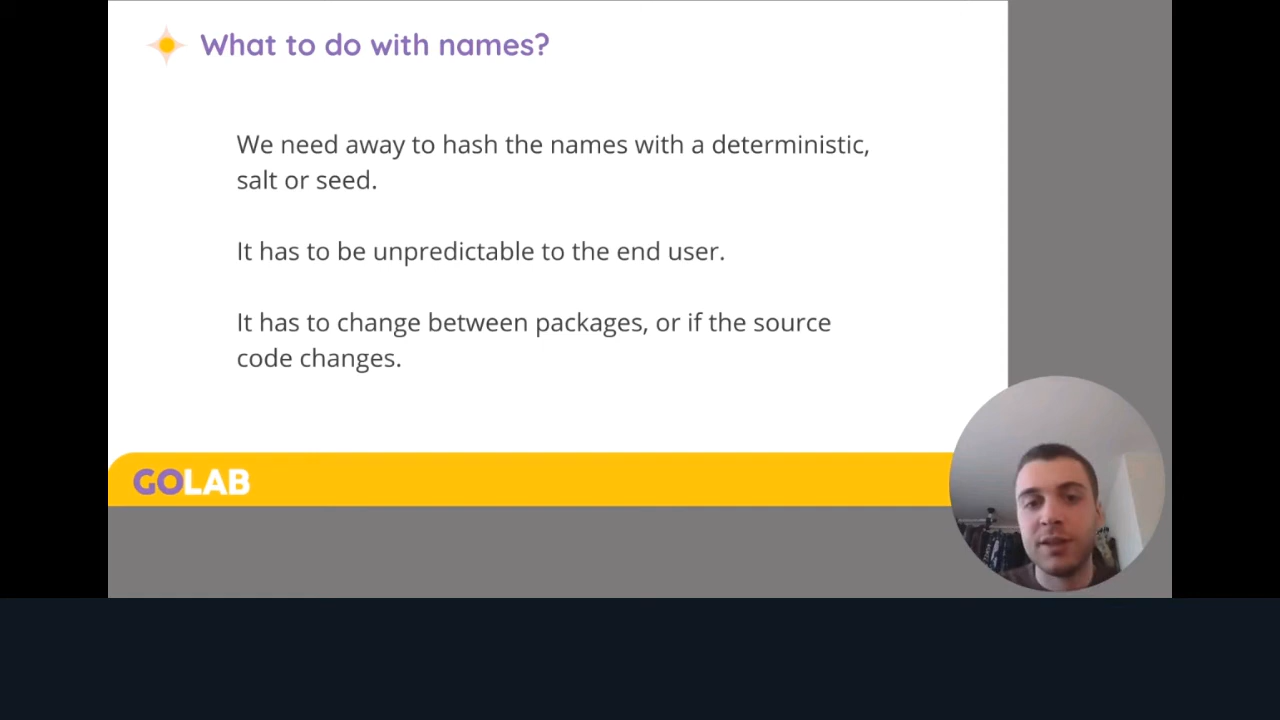 What to do with names?
We need away to hash the names with a deterministic,
salt or seed.
It has to be unpredictable to the end user.
It has to change between packages, or if the source
code changes.
GOLAB